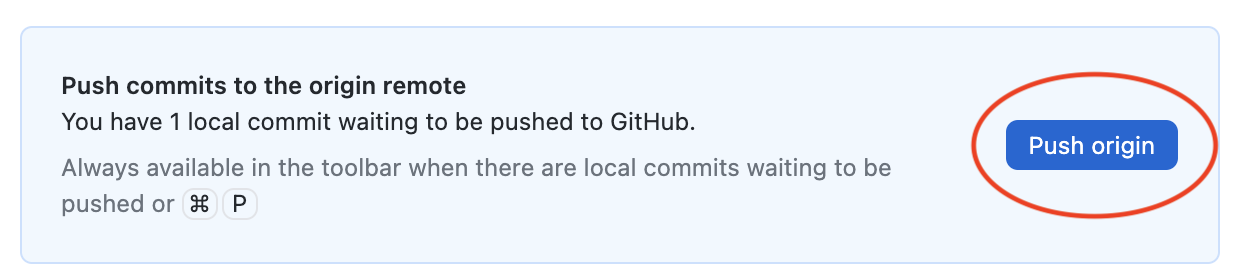 Push commits to the origin remote
You have 1 local commit waiting to be pushed to GitHub.
Always available in the toolbar when there are local commits waiting to be
pushed or ⌘ P
Push origin